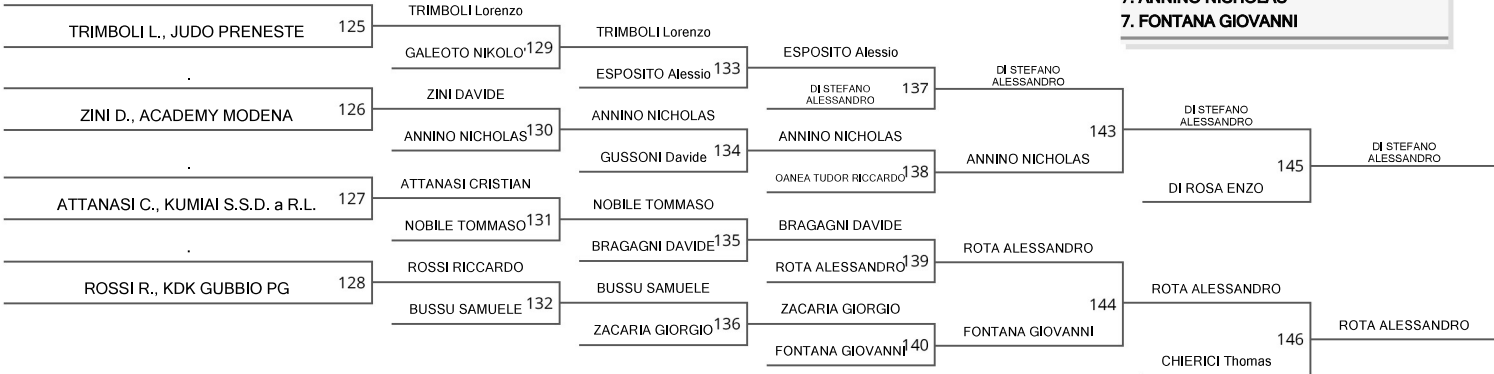 7. ANNINO NICHOLAS
7. FONTANA GIOVANNI
TRIMBOLI L., JUDO PRENESTE
125
.
ZINI D., ACADEMY MODENA
126
.
ATTANASI C., KUMIAI S.S.D. a R.L.
127
.
ROSSI R., KDK GUBBIO PG
128
TRIMBOLI Lorenzo
GALEOTO NIKOLO'
129
ZINI DAVIDE
ANNINO NICHOLAS
130
ATTANASI CRISTIAN
NOBILE TOMMASO
131
ROSSI RICCARDO
BUSSU SAMUELE
132
TRIMBOLI Lorenzo
ESPOSITO Alessio
133
ANNINO NICHOLAS
GUSSONI Davide
134
NOBILE TOMMASO
BRAGAGNI DAVIDE
135
BUSSU SAMUELE
ZACARIA GIORGIO
136
ESPOSITO Alessio
DI STEFANO
ALESSANDRO
137
ANNINO NICHOLAS
OANEA TUDOR RICCARDO
138
BRAGAGNI DAVIDE
ROTA ALESSANDRO
139
ZACARIA GIORGIO
FONTANA GIOVANNI
140
DI STEFANO
ALESSANDRO
ANNINO NICHOLAS
143
ROTA ALESSANDRO
FONTANA GIOVANNI
144
DI STEFANO
ALESSANDRO
DI ROSA ENZO
145
ROTA ALESSANDRO
CHIERICI Thomas
146
DI STEFANO
ALESSANDRO
ROTA ALESSANDRO